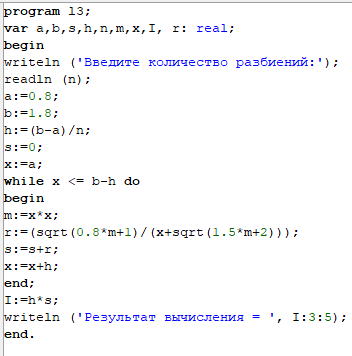 program l3;
var a,b,s,h,n,m,x,I, r: real;
begin
writeln ('Введите количество разбиений:');
readln (n);
a:=0.8;
b:=1.8;
h:=(b-a)/n;
s:=0;
x:=a;
while x <= b-h do
begin
m:=x*x;
r:=(sqrt(0.8*m+1)/(x+sqrt(1.5*m+2)));
s:=s+r;
x:=x+h;
end;
I:=h*s;
writeln ('Результат вычисления = ', I:3:5);
end.